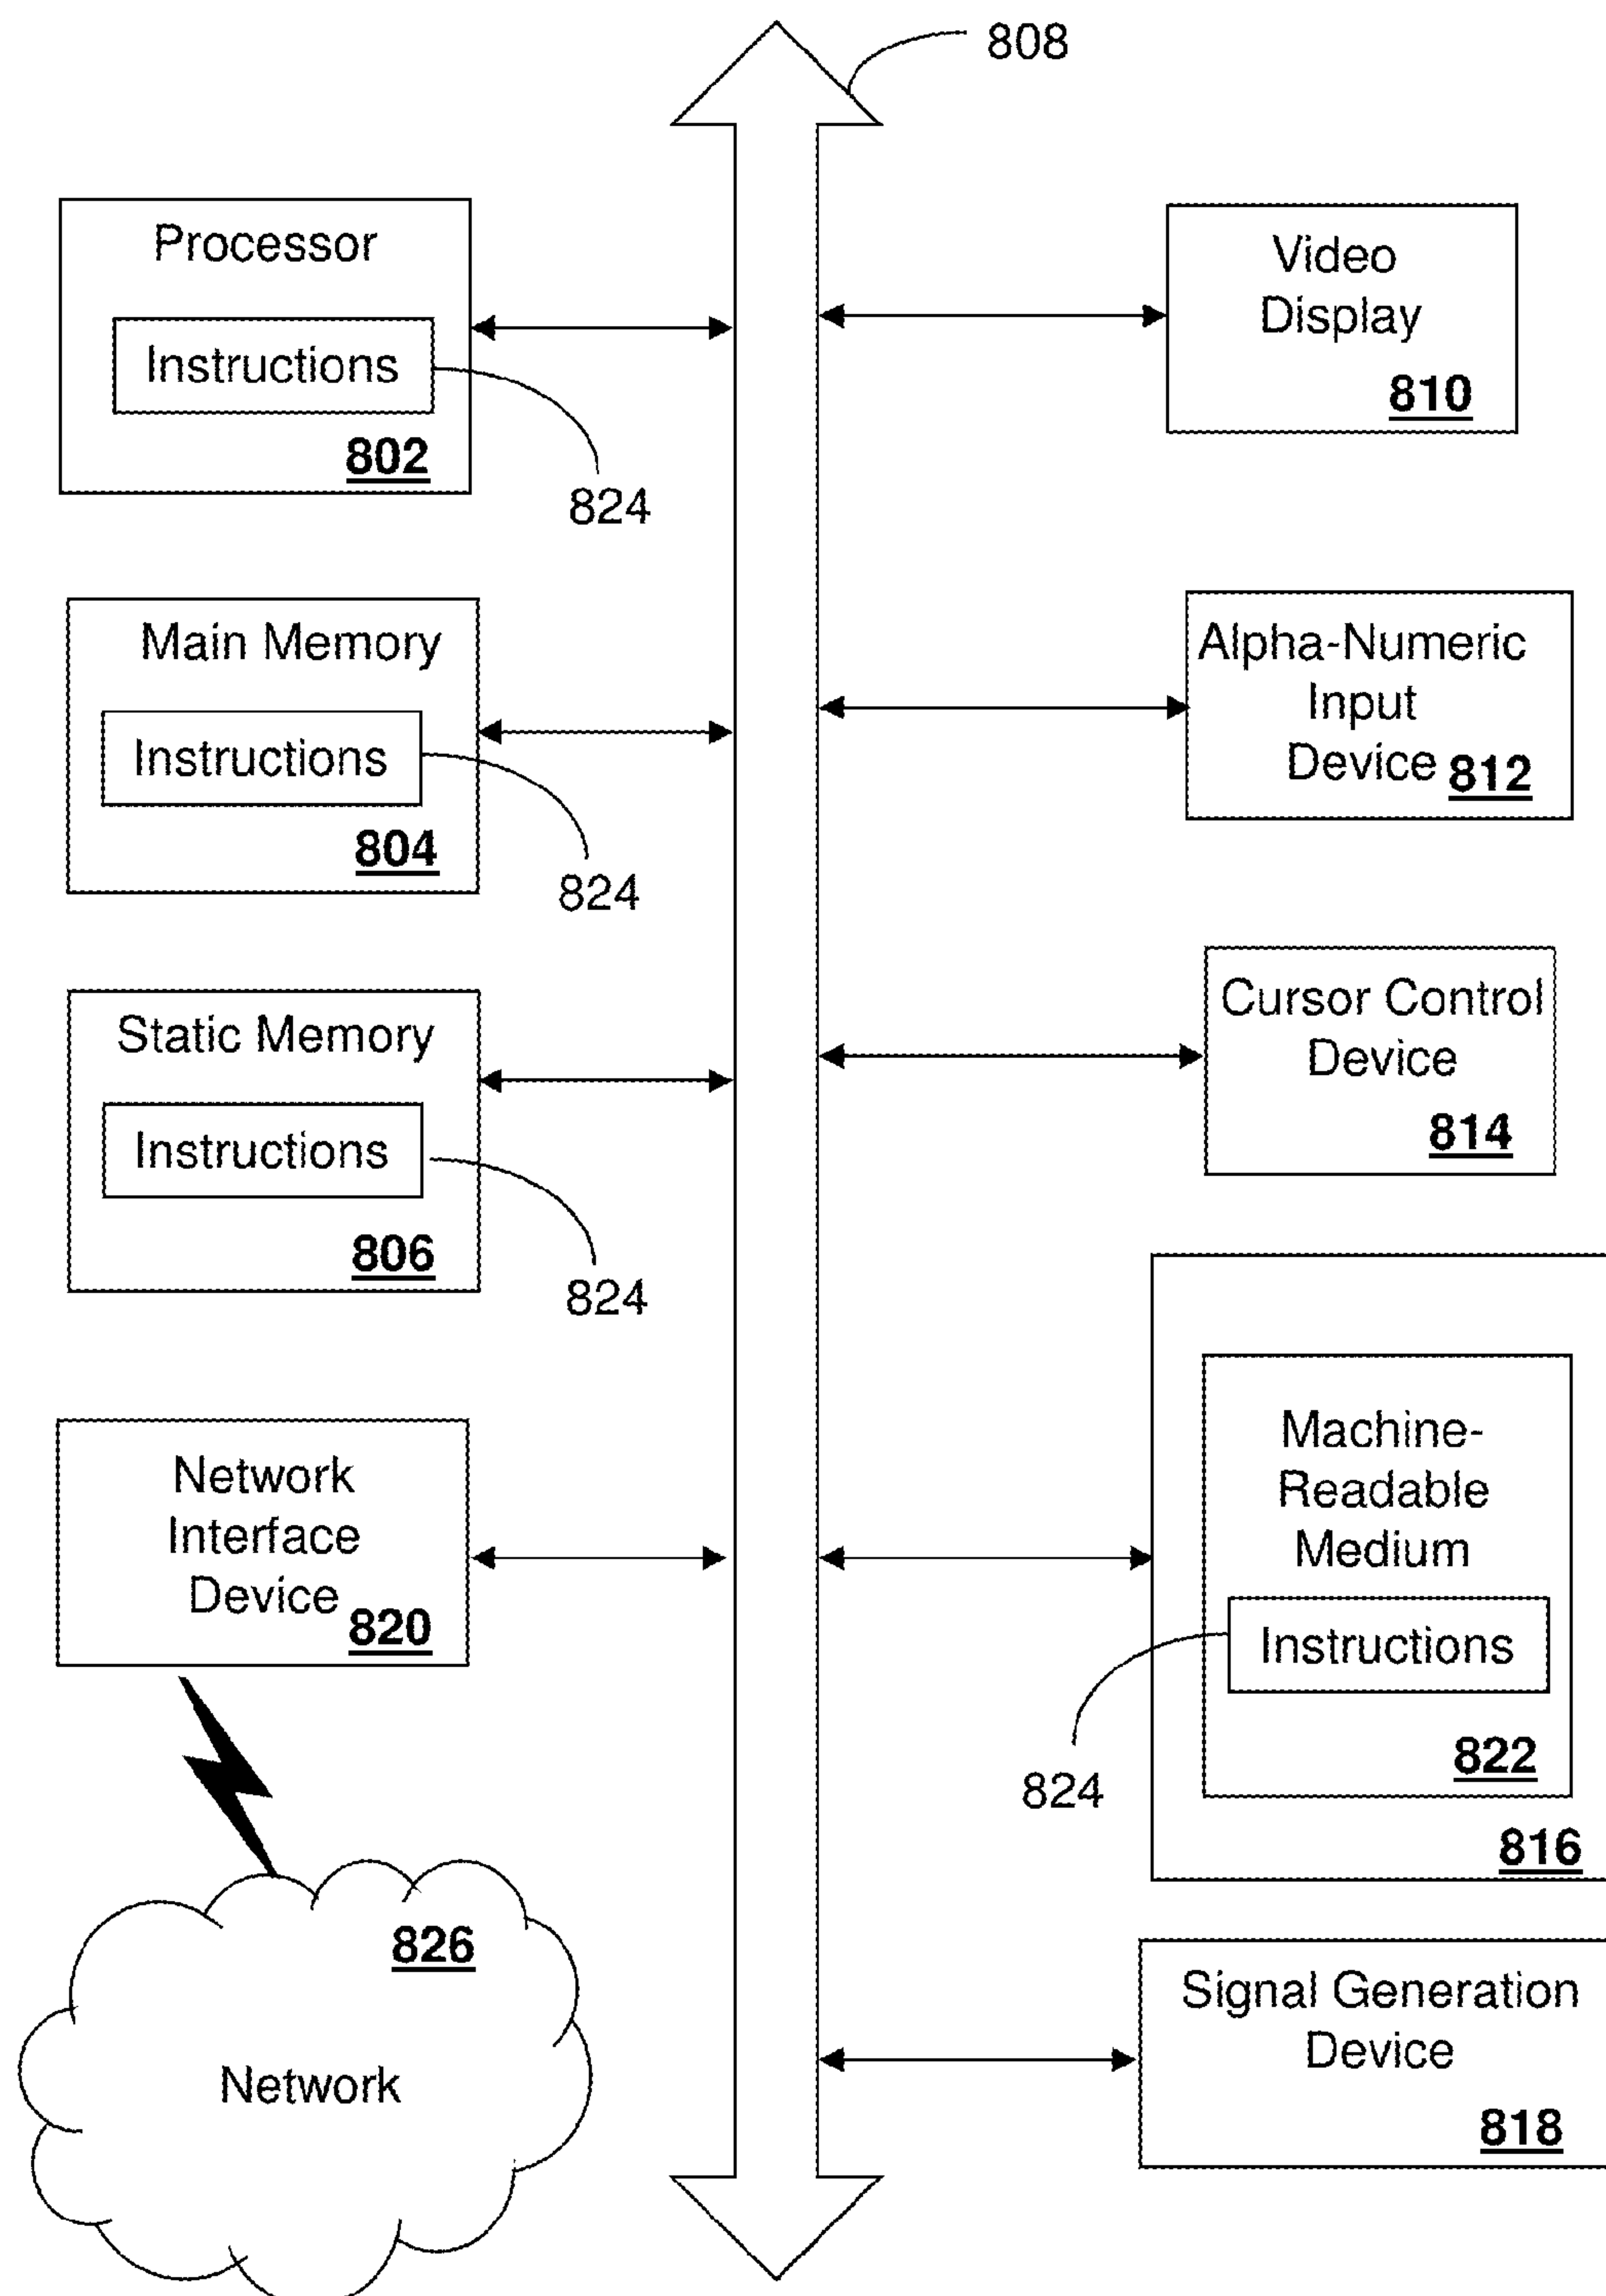 808
Processor
Instructions
802
824
Main Memory
Instructions
804
824
Static Memory
Instructions
806
824
Network
Interface
Device
820
826
Network
Video
Display
810
Alpha-Numeric
Input
Device 812
Cursor Control
Device
814
Machine-
Readable
Medium
Instructions
822
824
816
Signal Generation
Device
818